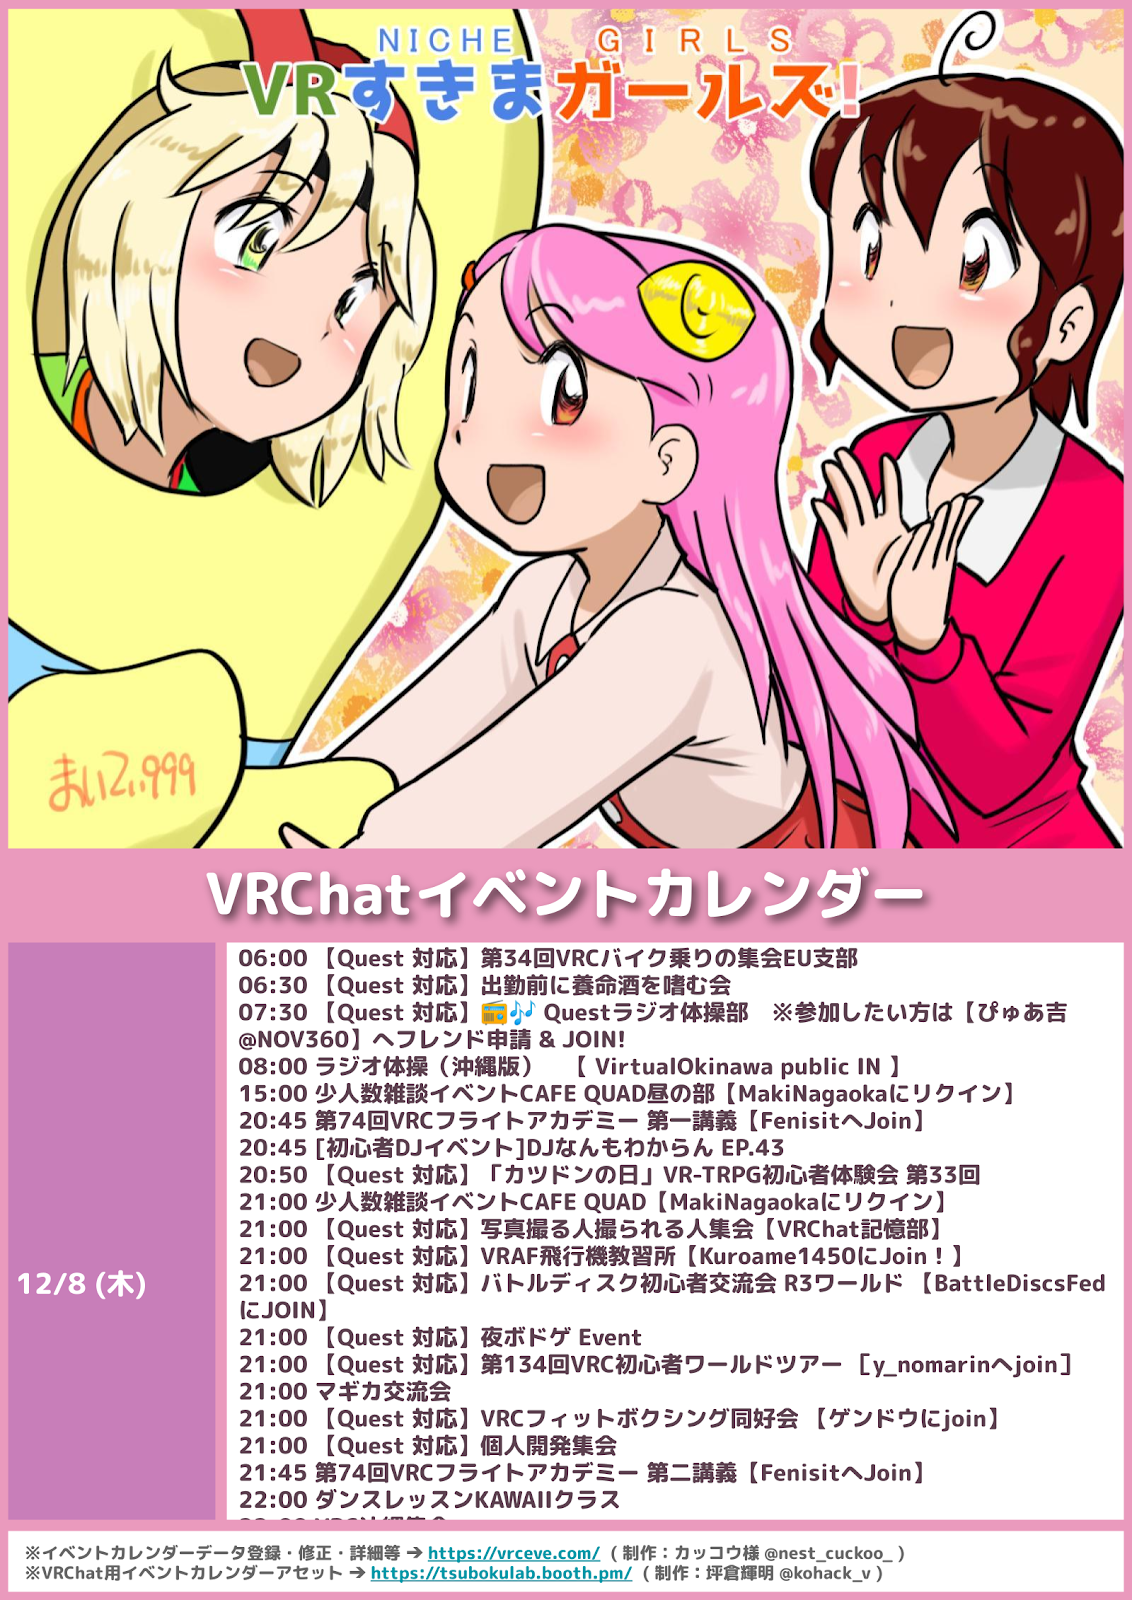 NICHE GIRLS
VRすきまガールズ!
まいてぃ999
VRChatイベントカレンダー
12/8 (木)
06:00 【Quest 対応】第34回VRCバイク乗りの集会EU支部
06:30 【Quest 対応】出勤前に養命酒を嗜む会
07:30 【Quest 対応】📻🎶 Questラジオ体操部　※参加したい方は【ぴゅあ吉
@NOV360】へフレンド申請 & JOIN!
08:00 ラジオ体操（沖縄版）　【 VirtualOkinawa public IN 】
15:00 少人数雑談イベントCAFE QUAD昼の部【MakiNagaokaにリクイン】
20:45 第74回VRCフライトアカデミー 第一講義【FenisitへJoin】
20:45 [初心者DJイベント]DJなんもわからん EP.43
20:50 【Quest 対応】「カツドンの日」VR-TRPG初心者体験会 第33回
21:00 少人数雑談イベントCAFE QUAD【MakiNagaokaにリクイン】
21:00 【Quest 対応】写真撮る人撮られる人集会【VRChat記憶部】
21:00 【Quest 対応】VRAF飛行機教習所【Kuroame1450にJoin！】
21:00 【Quest 対応】バトルディスク初心者交流会 R3ワールド 【BattleDiscsFed
にJOIN】
21:00 【Quest 対応】夜ボドゲ Event
21:00 【Quest 対応】第134回VRC初心者ワールドツアー ［y_nomarinへjoin］
21:00 マギカ交流会
21:00 【Quest 対応】VRCフィットボクシング同好会 【ゲンドウにjoin】
21:00 【Quest 対応】個人開発集会
21:45 第74回VRCフライトアカデミー 第二講義【FenisitへJoin】
22:00 ダンスレッスンKAWAIIクラス
※イベントカレンダーデータ登録・修正・詳細等 ➔ https://vrceve.com/ ( 制作：カッコウ様 @nest_cuckoo_ )
※VRChat用イベントカレンダーアセット ➔ https://tsubokulab.booth.pm/ ( 制作：坪倉輝明 @kohack_v )